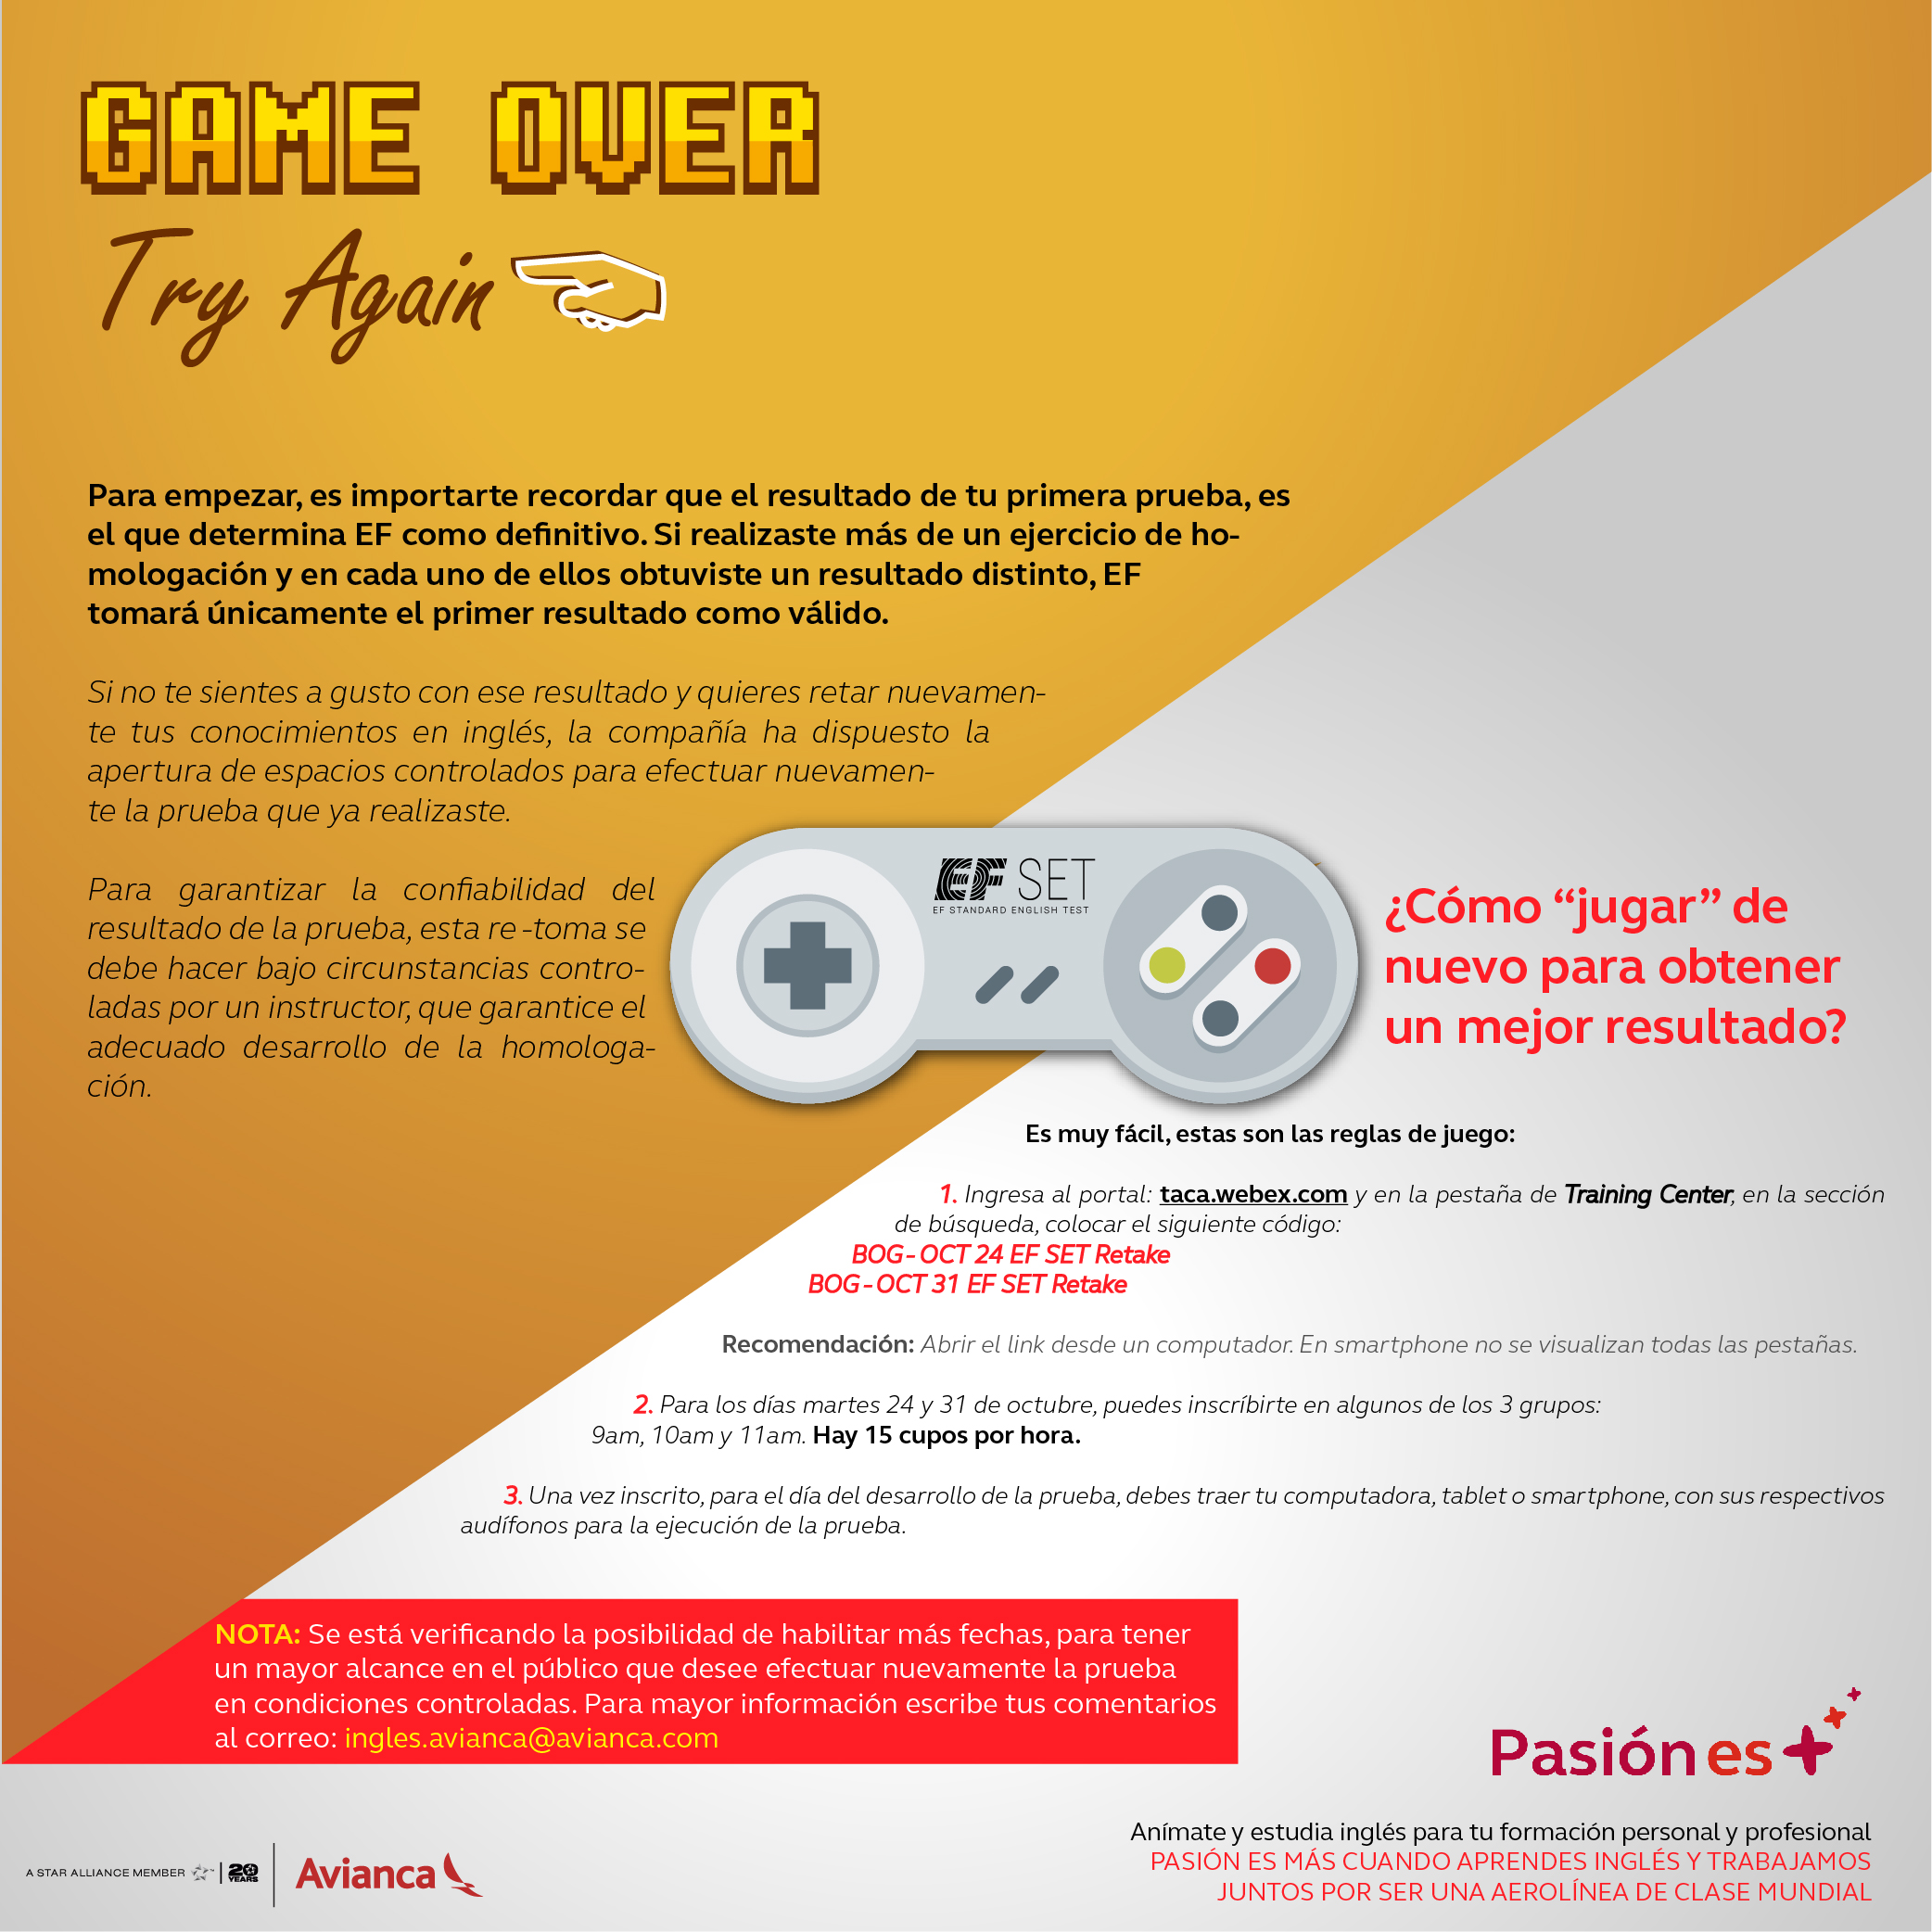 GAME OVER
Try Again
Para empezar, es importarte recordar que el resultado de tu primera prueba, es
el que determina EF como definitivo. Si realizaste más de un ejercicio de ho-
mologación y en cada uno de ellos obtuviste un resultado distinto, EF
tomará únicamente el primer resultado como válido.
Si no te sientes a gusto con ese resultado y quieres retar nuevamen-
te tus conocimientos en inglés, la compañía ha dispuesto la
apertura de espacios controlados para efectuar nuevamen-
te la prueba que ya realizaste.
Para garantizar la confiabilidad del
resultado de la prueba, esta re-toma se
debe hacer bajo circunstancias contro-
ladas por un instructor, que garantice el
adecuado desarrollo de la homologa-
ción.
EF SET
EF STANDARD ENGLISH TEST
¿Cómo “jugar” de
nuevo para obtener
un mejor resultado?
Es muy fácil, estas son las reglas de juego:
1. Ingresa al portal: taca.webex.com y en la pestaña de Training Center, en la sección
de búsqueda, colocar el siguiente código:
BOG - OCT 24 EF SET Retake
BOG - OCT 31 EF SET Retake
Recomendación: Abrir el link desde un computador. En smartphone no se visualizan todas las pestañas.
2. Para los días martes 24 y 31 de octubre, puedes inscríbirte en algunos de los 3 grupos:
9am, 10am y 11am. Hay 15 cupos por hora.
3. Una vez inscrito, para el día del desarrollo de la prueba, debes traer tu computadora, tablet o smartphone, con sus respectivos
audífonos para la ejecución de la prueba.
NOTA: Se está verificando la posibilidad de habilitar más fechas, para tener
un mayor alcance en el público que desee efectuar nuevamente la prueba
en condiciones controladas. Para mayor información escribe tus comentarios
al correo: ingles.avianca@avianca.com
Pasión es +
Anímate y estudia inglés para tu formación personal y profesional
PASIÓN ES MÁS CUANDO APRENDES INGLÉS Y TRABAJAMOS
JUNTOS POR SER UNA AEROLÍNEA DE CLASE MUNDIAL
A STAR ALLIANCE MEMBER
20 YEARS
Avianca